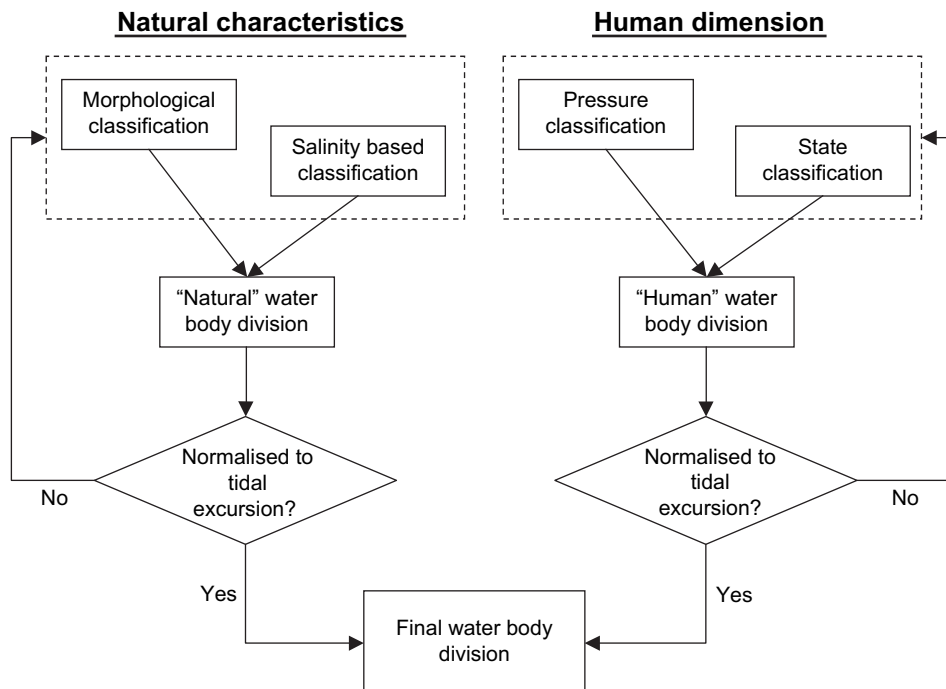 Natural characteristics
Human dimension
Morphological
classification
Salinity based
classification
Pressure
classification
State
classification
“Natural” water
body division
“Human” water
body division
Normalised to
tidal
excursion?
No
Yes
Normalised to
tidal
excursion?
No
Yes
Final water body
division